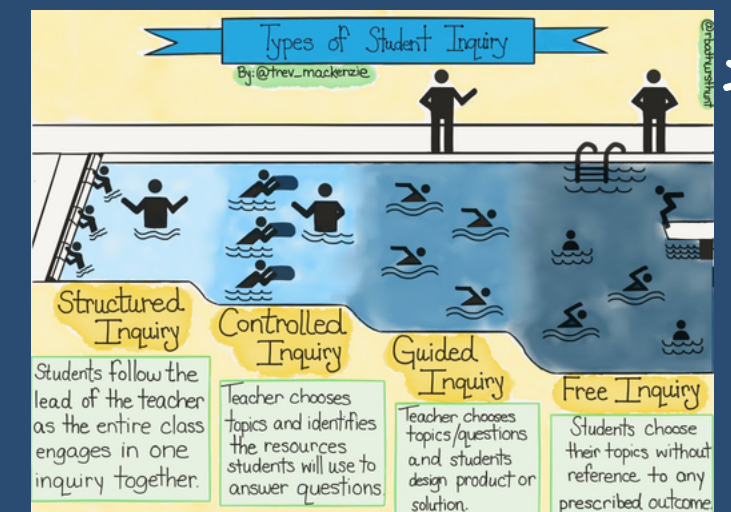 Types of Student Inquiry
By: @trev_mackenzie
@rbathursthunt
Structured
Inquiry
Students follow the
lead of the teacher
as the entire class
engages in one
inquiry together.
Controlled
Inquiry
Teacher chooses
topics and identifies
the resources
students will use to
answer questions.
Guided
Inquiry
Teacher chooses
topics/questions
and students
design product or
solution.
Free Inquiry
Students choose
their topics without
reference to any
prescribed outcome.